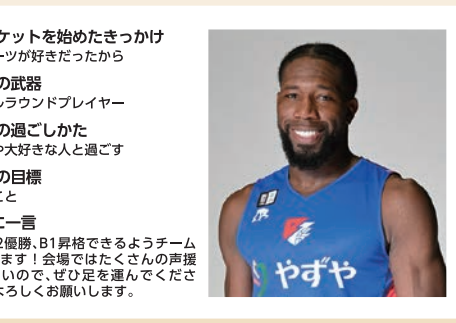 ケットを始めたきっかけ
ーツが好きだったから
の武器
ルラウンドプレイヤー
の過ごしかた
や大好きな人と過ごす
の目標
こと
に一言
2優勝、B1昇格できるようチーム
ます！会場ではたくさんの声援
いので、ぜひ足を運んでくださ
よろしくお願いします。
やずや